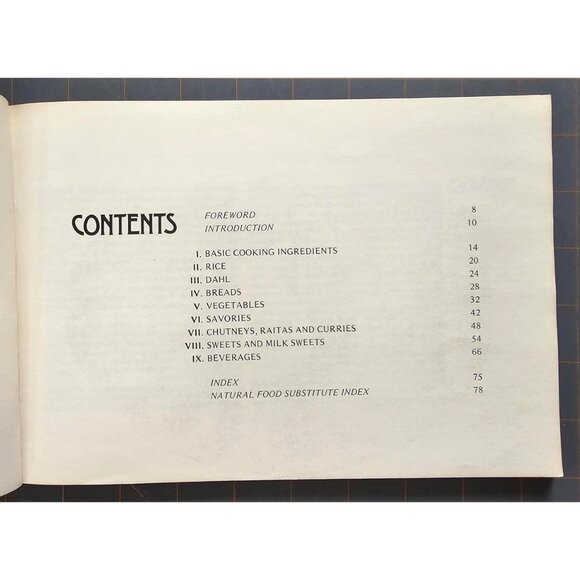 CONTENTS
FOREWORD 8
INTRODUCTION 10
I. BASIC COOKING INGREDIENTS 14
II. RICE 20
III. DAHL 24
IV. BREADS 28
V. VEGETABLES 32
VI. SAVORIES 42
VII. CHUTNEYS, RAITAS AND CURRIES 48
VIII. SWEETS AND MILK SWEETS 54
IX. BEVERAGES 66
INDEX 75
NATURAL FOOD SUBSTITUTE INDEX 78